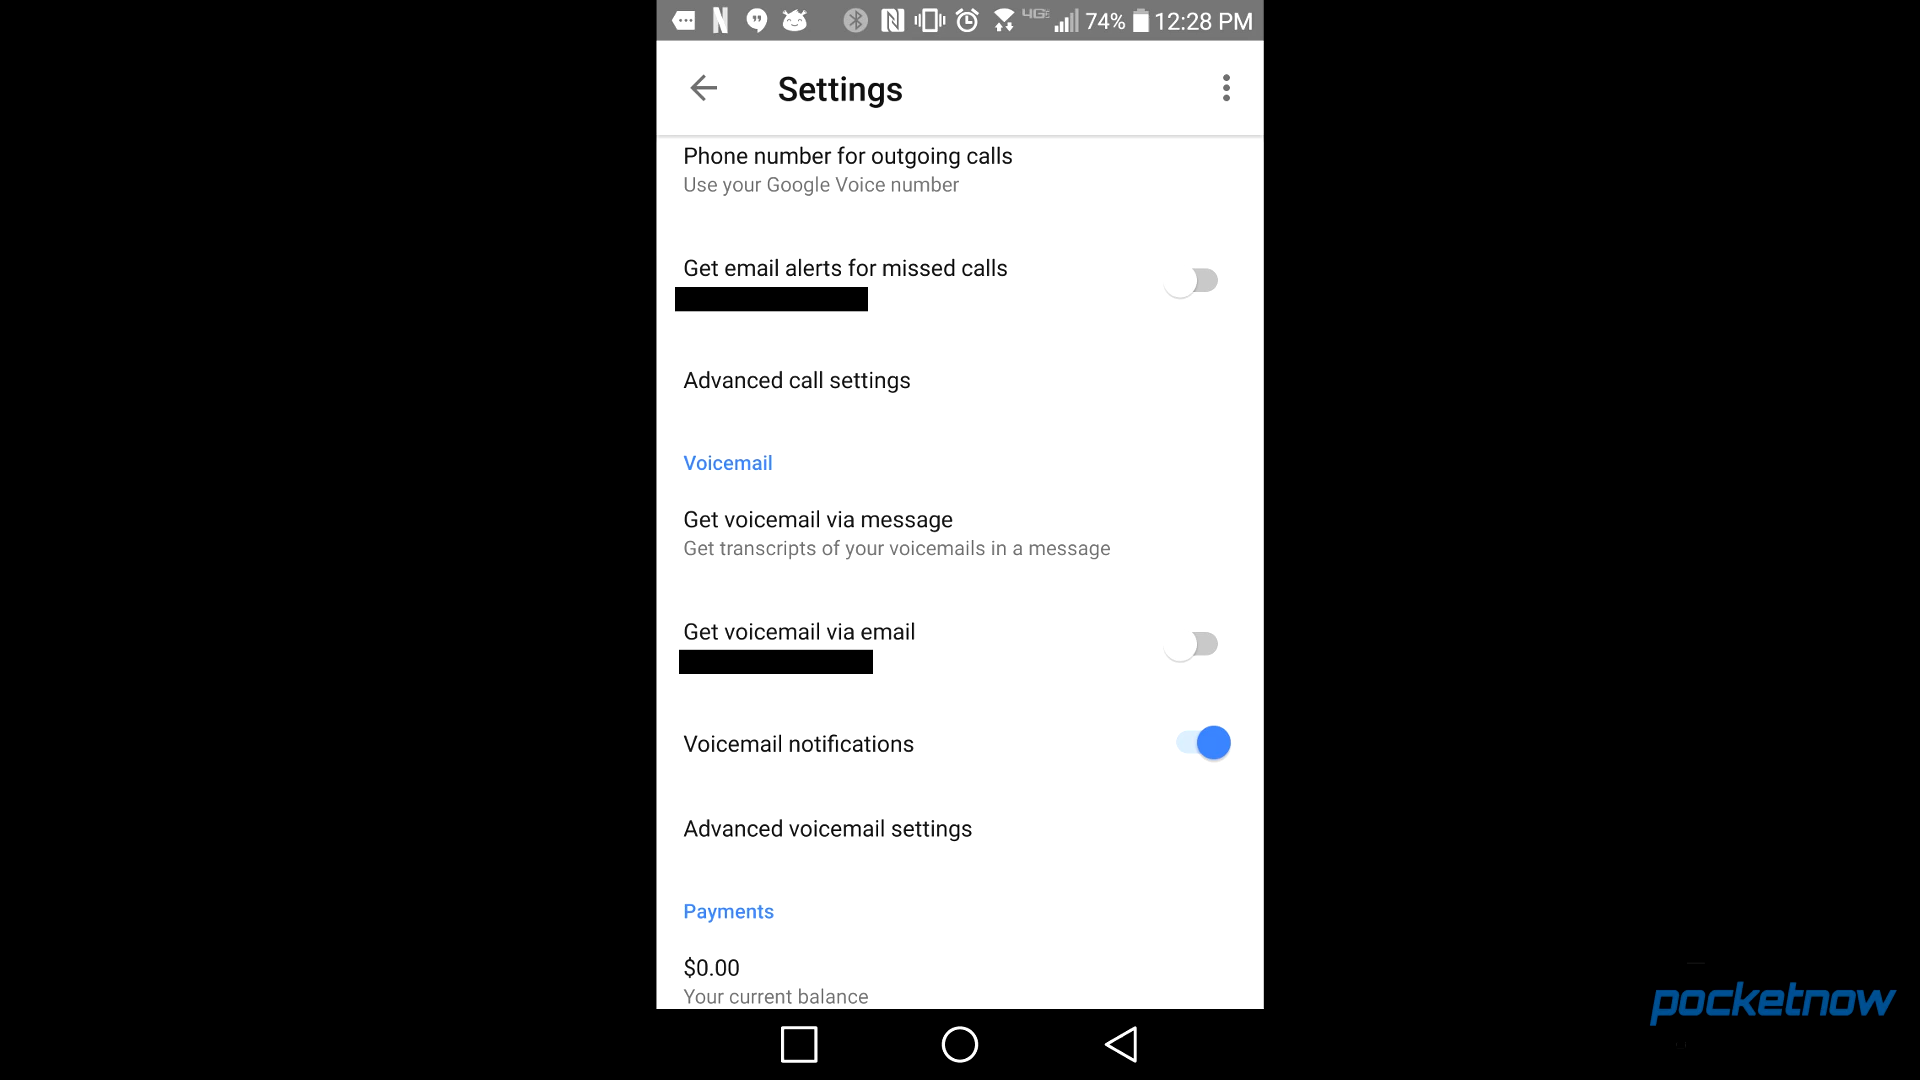 4G 74% 12:28 PM
Settings
Phone number for outgoing calls
Use your Google Voice number
Get email alerts for missed calls
Advanced call settings
Voicemail
Get voicemail via message
Get transcripts of your voicemails in a message
Get voicemail via email
Voicemail notifications
Advanced voicemail settings
Payments
$0.00
Your current balance
pocketnow